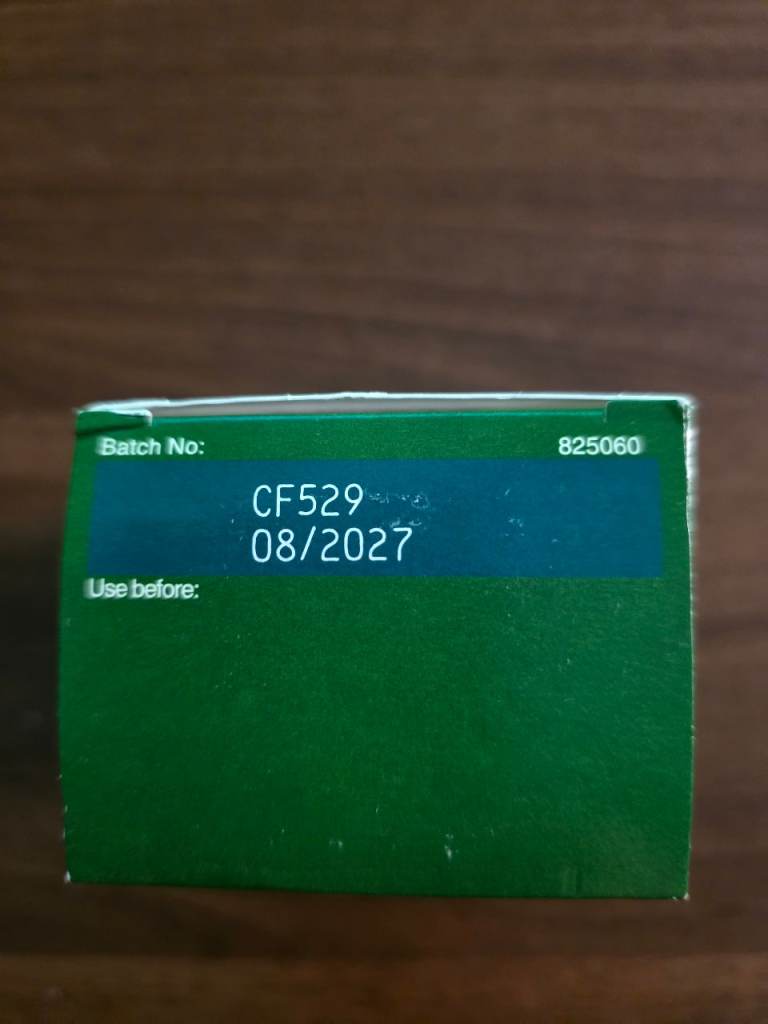 Batch No: 825060
CF529
08/2027
Use before: